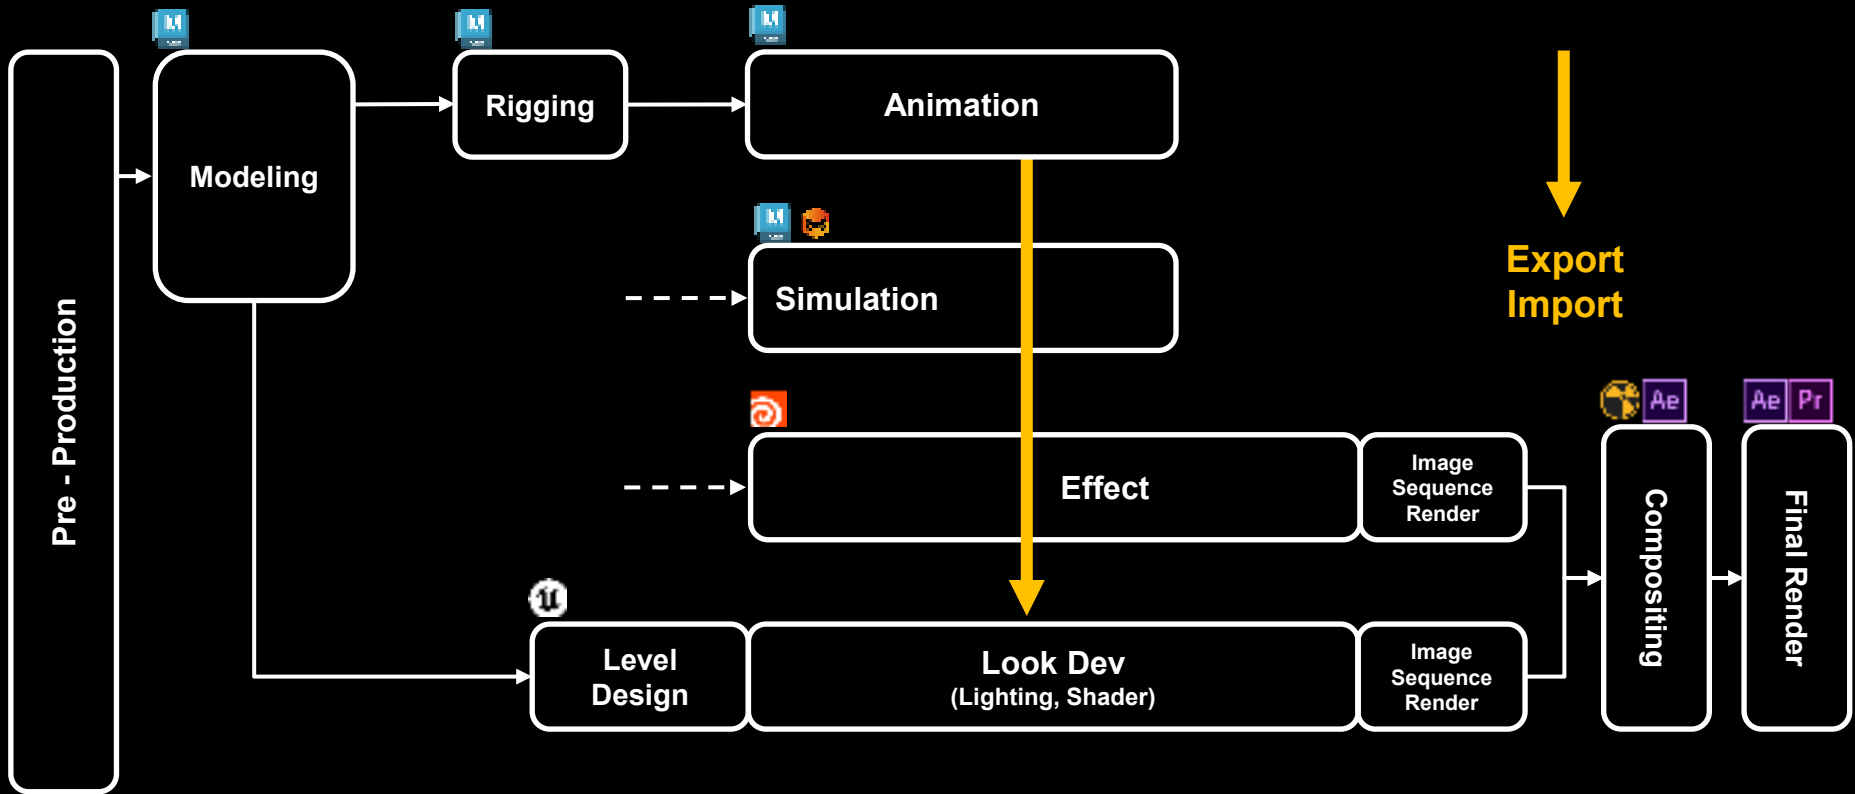 Pre - Production
Modeling
Rigging
Animation
Simulation
Export
Import
Effect
Image
Sequence
Render
Level
Design
Look Dev
(Lighting, Shader)
Image
Sequence
Render
Ae
Compositing
Ae
Pr
Final Render